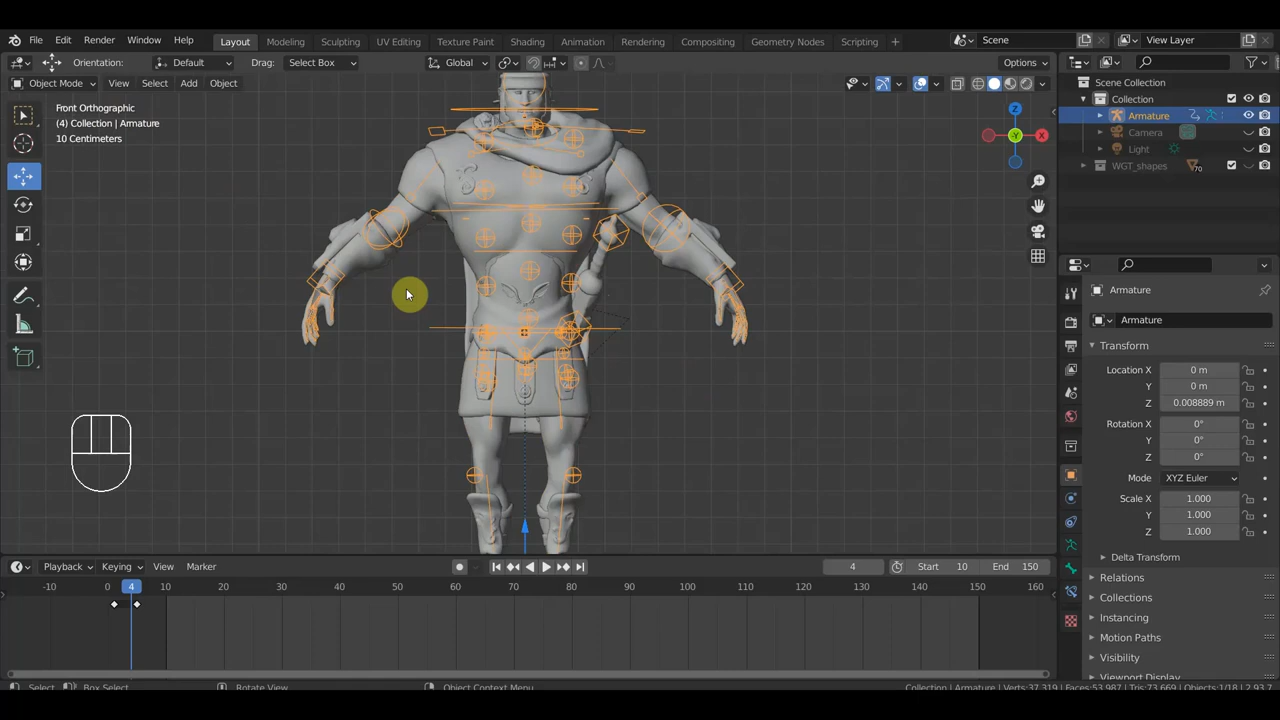 File Edit Render Window Help Layout Modeling Sculpting UV Editing Texture Paint Shading Animation Rendering Compositing Geometry Nodes Scripting + Scene View Layer
Orientation: Default Drag: Select Box Global Options
Object Mode View Select Add Object
Front Orthographic
(4) Collection | Armature
10 Centimeters
Z
X
-Y
Scene Collection
Collection
Armature
Camera
Light
WGT_shapes 70
Armature
Armature
Transform
Location X 0 m
Y 0 m
Z 0.008889 m
Rotation X 0°
Y 0°
Z 0°
Mode XYZ Euler
Scale X 1.000
Y 1.000
Z 1.000
Delta Transform
Relations
Collections
Instancing
Motion Paths
Visibility
Viewport Display
Playback Keying View Marker 4 Start 10 End 150
-10 0 4 10 20 30 40 50 60 70 80 90 100 110 120 130 140 150 160
Select Box Select Rotate View Object Context Menu Collection | Armature | Verts:37,319 | Faces:53,987 | Tris:73,669 | Objects:1/18 | 2.93.7